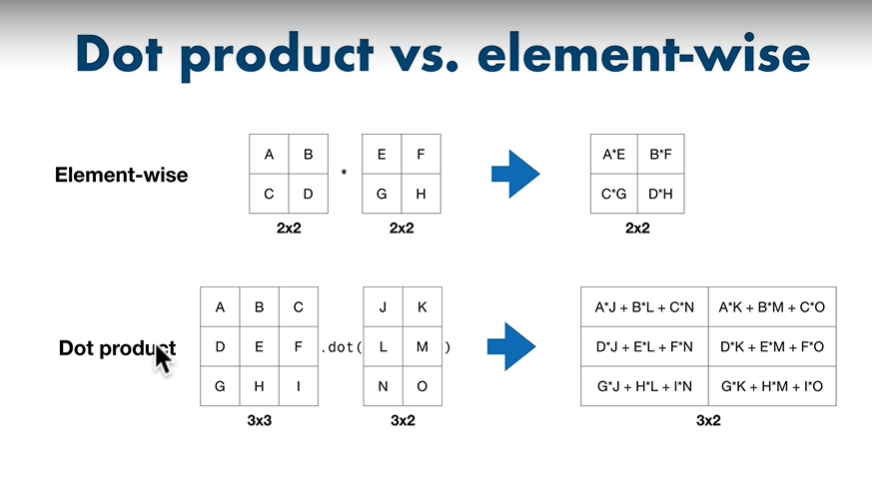 Dot product vs. element-wise
Element-wise
A B
C D
2x2
*
E F
G H
2x2
A*E B*F
C*G D*H
2x2
Dot product
A B C
D E F
G H I
3x3
.dot(
J K
L M
N O
)
3x2
A*J + B*L + C*N A*K + B*M + C*O
D*J + E*L + F*N D*K + E*M + F*O
G*J + H*L + I*N G*K + H*M + I*O
3x2